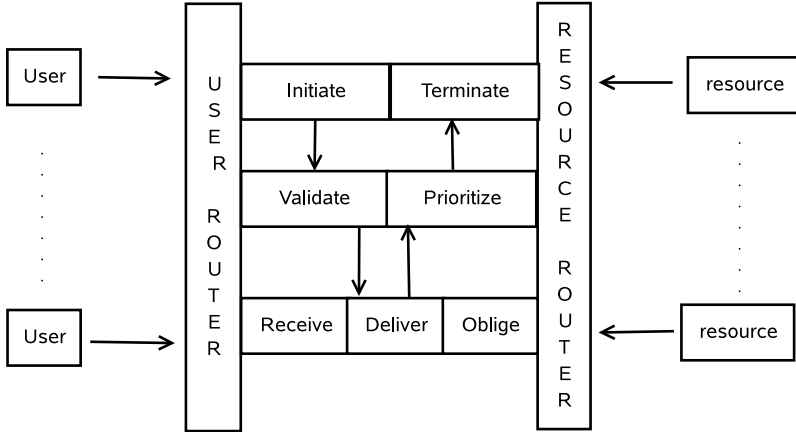 User
USER ROUTER
Initiate
Terminate
RESOURCE ROUTER
resource
Validate
Prioritize
User
Receive
Deliver
Oblige
resource